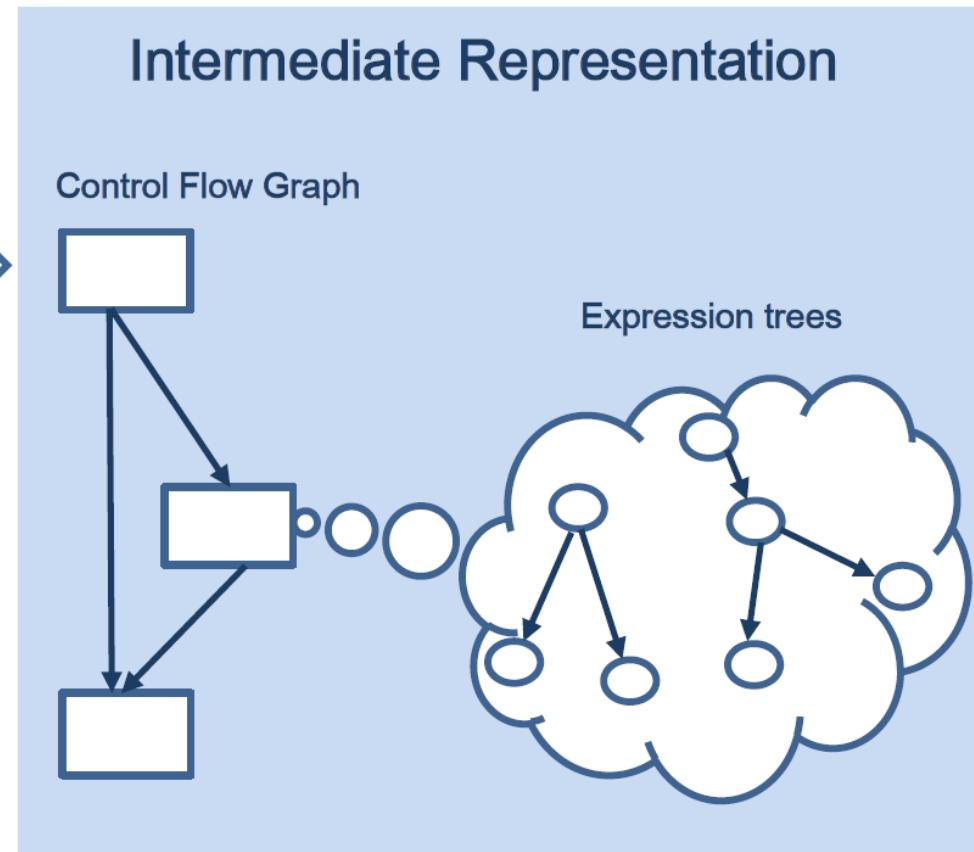 Intermediate Representation
Control Flow Graph
Expression trees